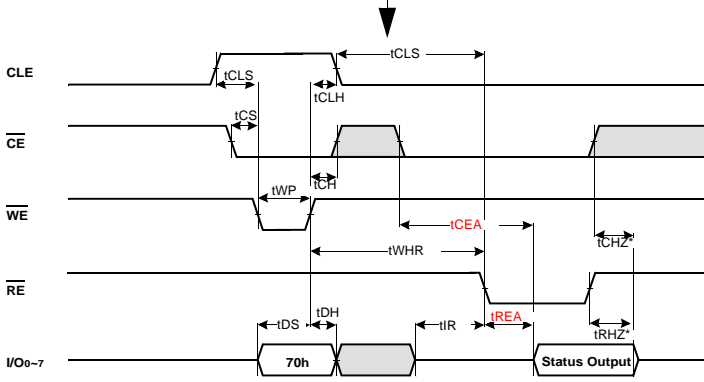 tCLS
CLE
tCLS
tCLH
tCS
CE
tCH
tWP
WE
tCEA
tCHZ*
tWHR
RE
tREA
tDH
tDS
tIR
tRHZ*
I/O0~7
70h
Status Output